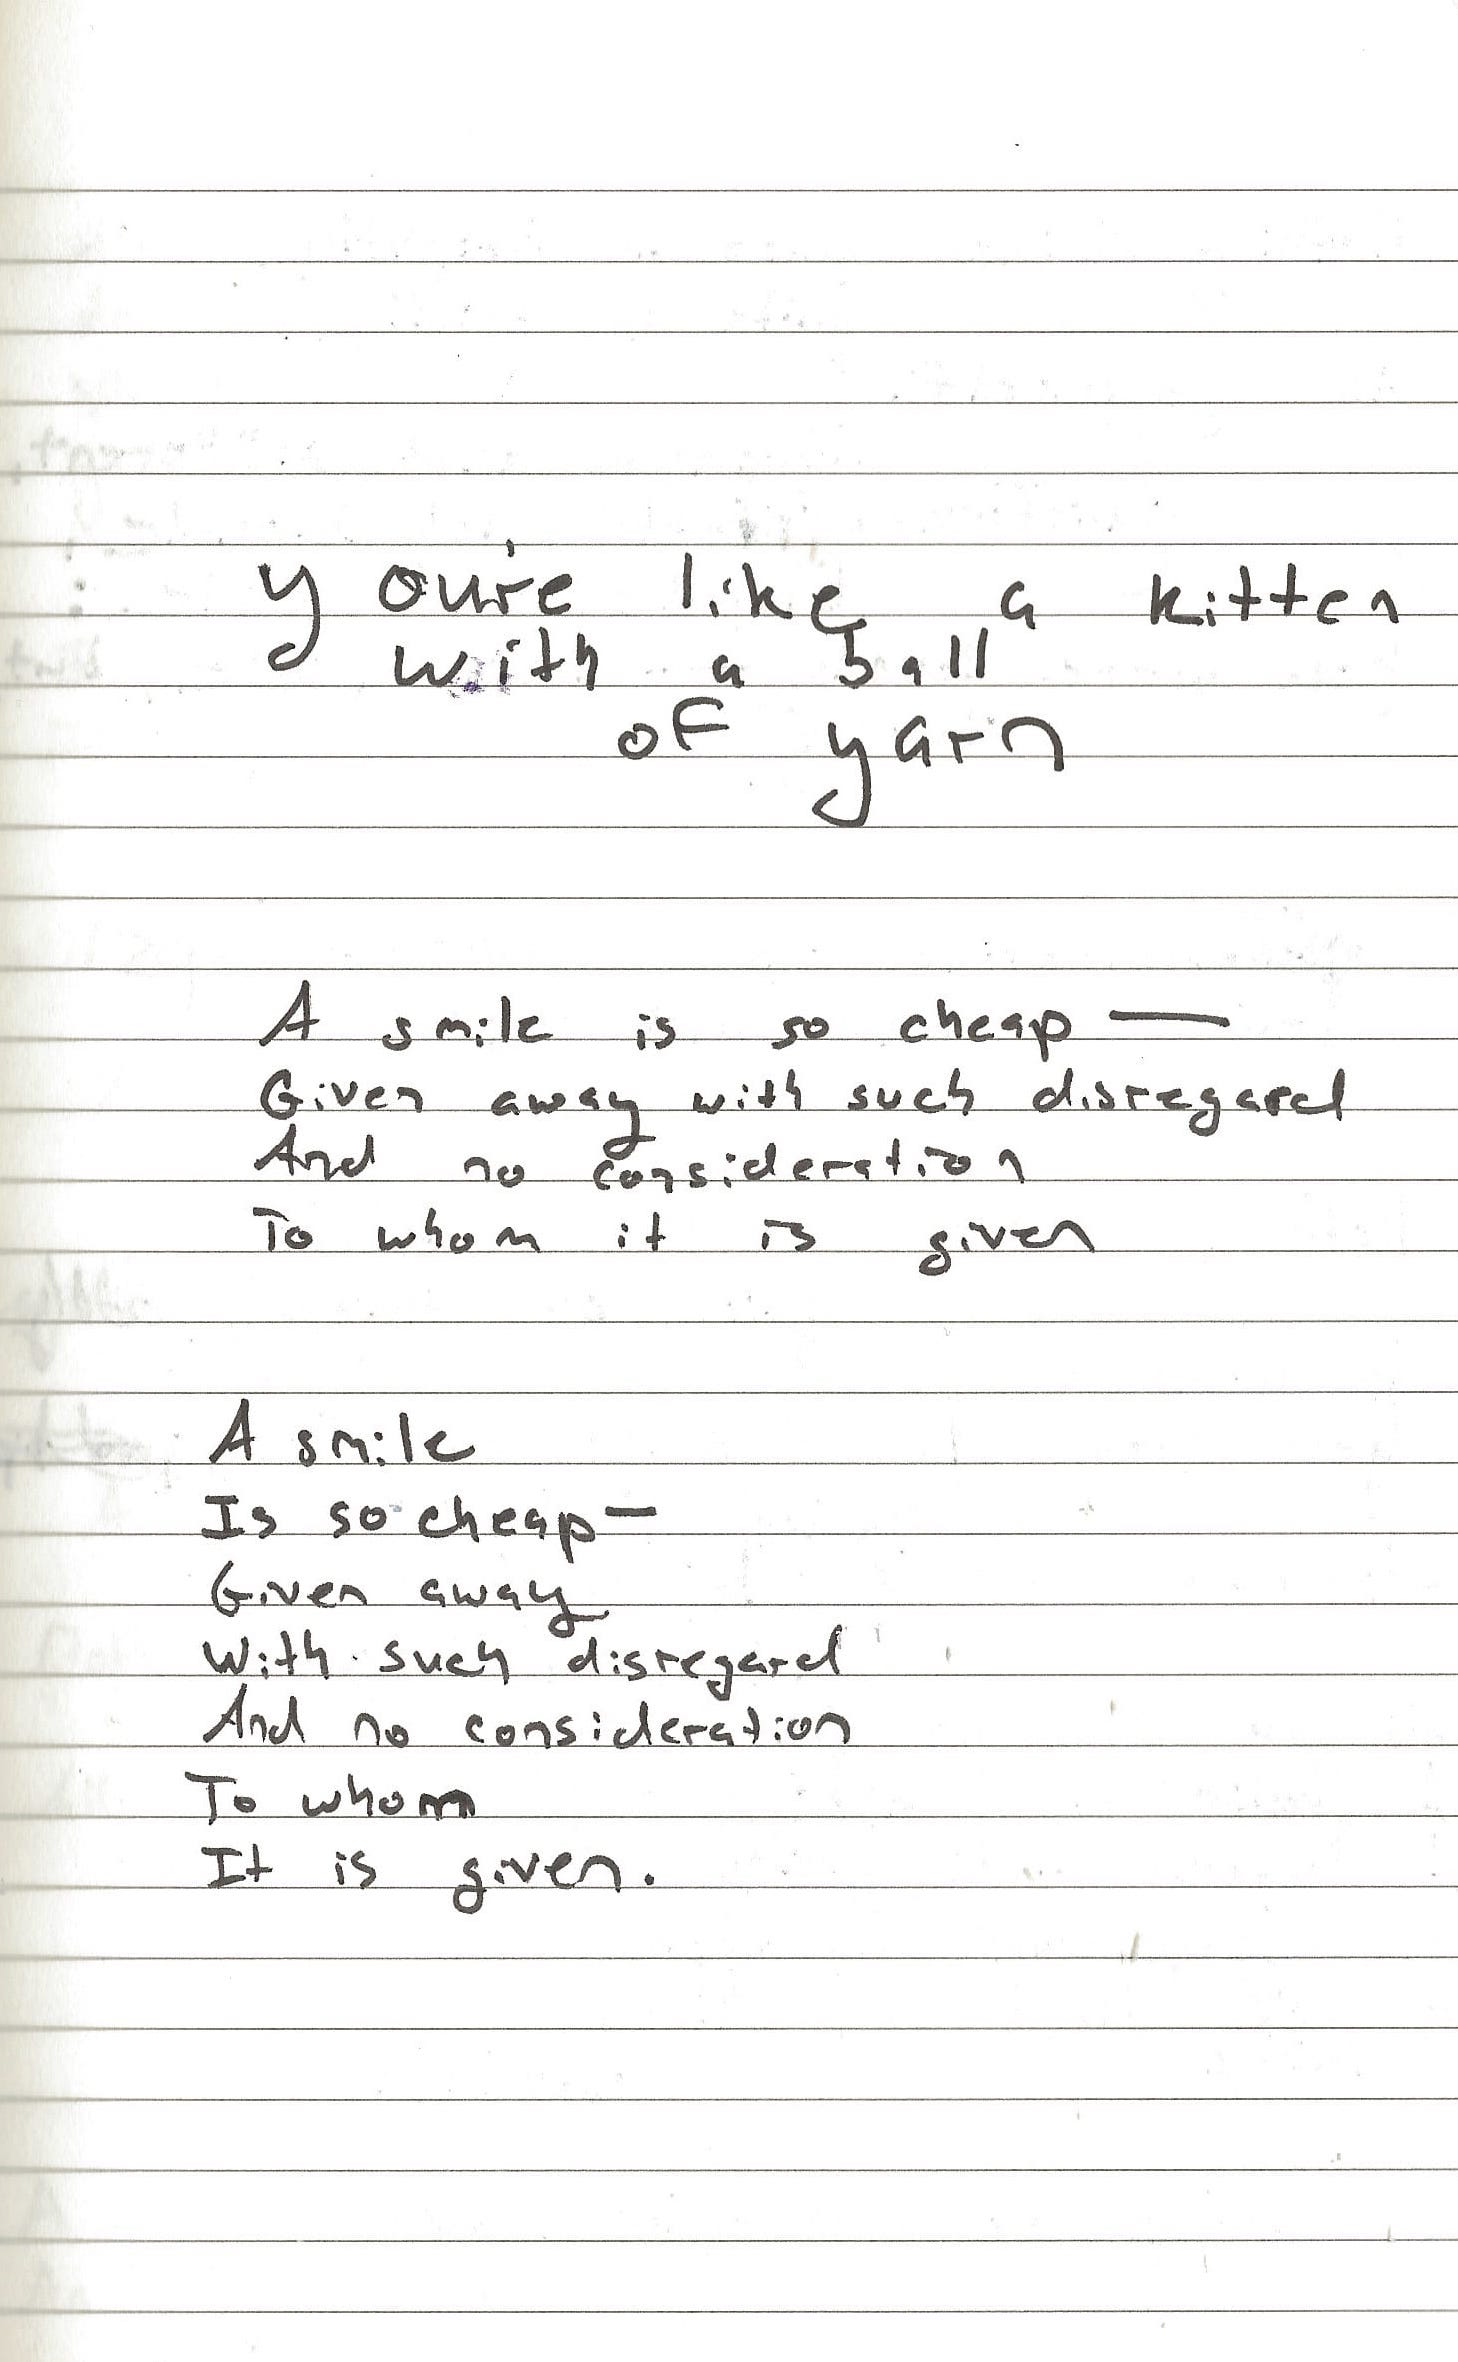 you're like a kitten
with a ball
of yarn
A smile is so cheap —
Given away with such disregard
And no consideration
To whom it is given
A smile
Is so cheap —
Given away
With such disregard
And no consideration
To whom
It is given.